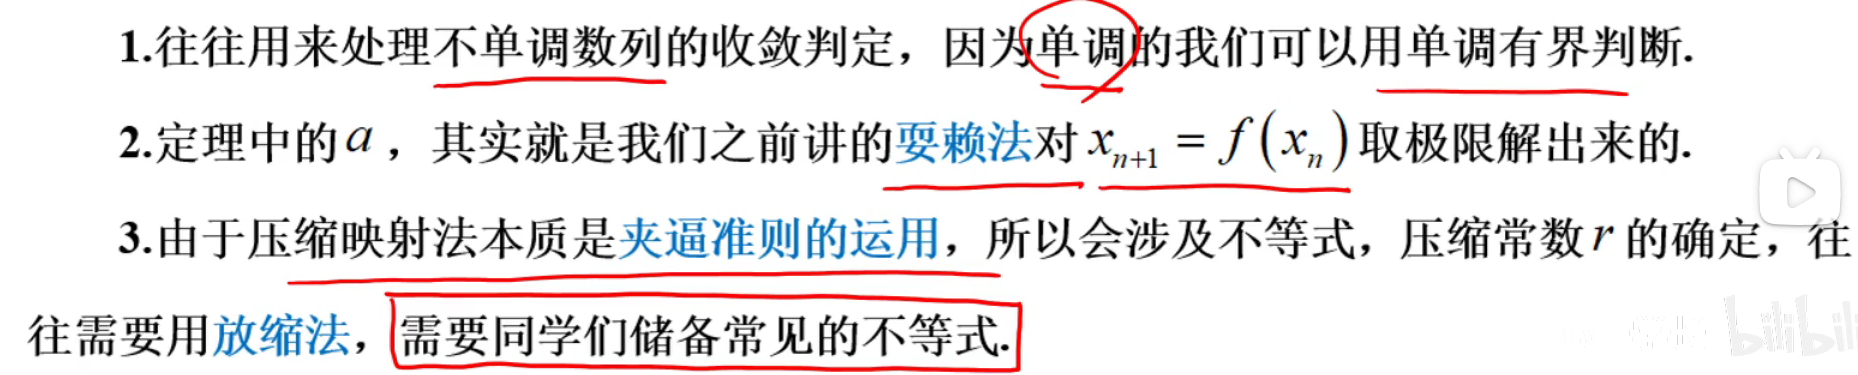 1.往往用来处理不单调数列的收敛判定，因为单调的我们可以用单调有界判断.
2.定理中的a，其实就是我们之前讲的耍赖法对xₙ₊₁ = f(xₙ)取极限解出来的.
3.由于压缩映射法本质是夹逼准则的运用，所以会涉及不等式，压缩常数r的确定，往
往需要用放缩法，需要同学们储备常见的不等式.
bilibili